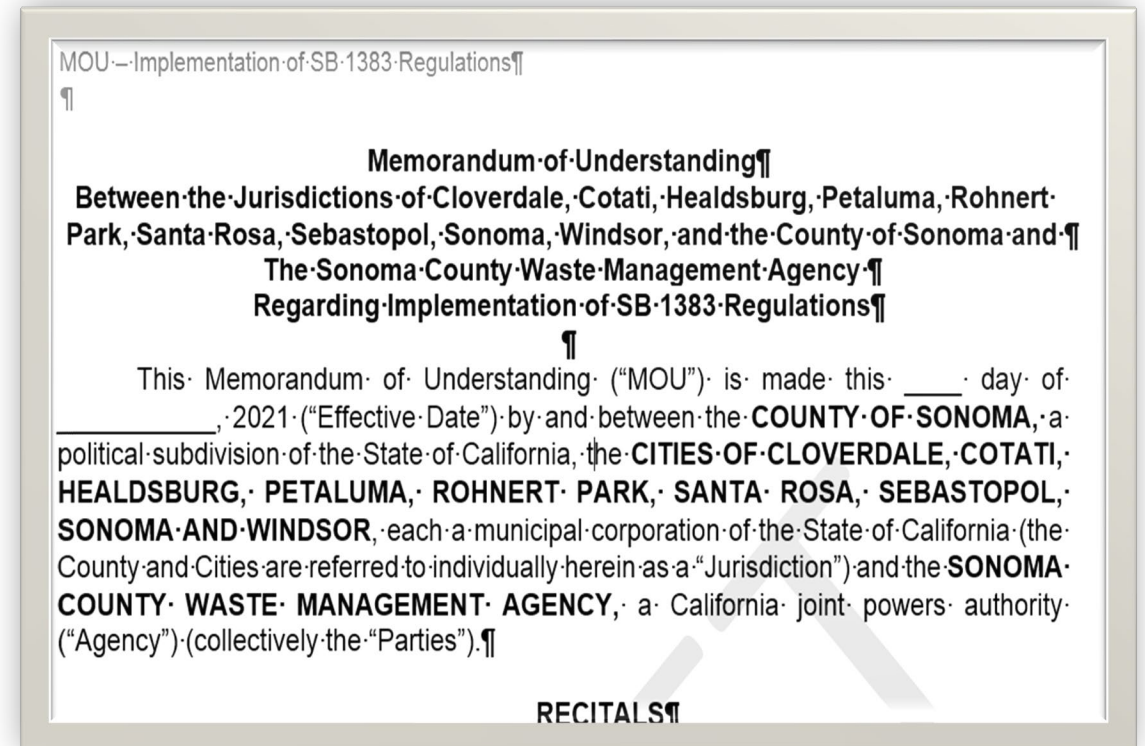 MOU – Implementation of SB 1383 Regulations¶
¶
Memorandum of Understanding¶
Between the Jurisdictions of Cloverdale, Cotati, Healdsburg, Petaluma, Rohnert
Park, Santa Rosa, Sebastopol, Sonoma, Windsor, and the County of Sonoma and ¶
The Sonoma County Waste Management Agency ¶
Regarding Implementation of SB 1383 Regulations¶
¶
This Memorandum of Understanding (“MOU”) is made this ____ day of
___________, 2021 (“Effective Date”) by and between the COUNTY OF SONOMA, a
political subdivision of the State of California, the CITIES OF CLOVERDALE, COTATI,
HEALDSBURG, PETALUMA, ROHNERT PARK, SANTA ROSA, SEBASTOPOL,
SONOMA AND WINDSOR, each a municipal corporation of the State of California (the
County and Cities are referred to individually herein as a “Jurisdiction”) and the SONOMA
COUNTY WASTE MANAGEMENT AGENCY, a California joint powers authority
(“Agency”) (collectively the “Parties”).¶
RECITALS¶